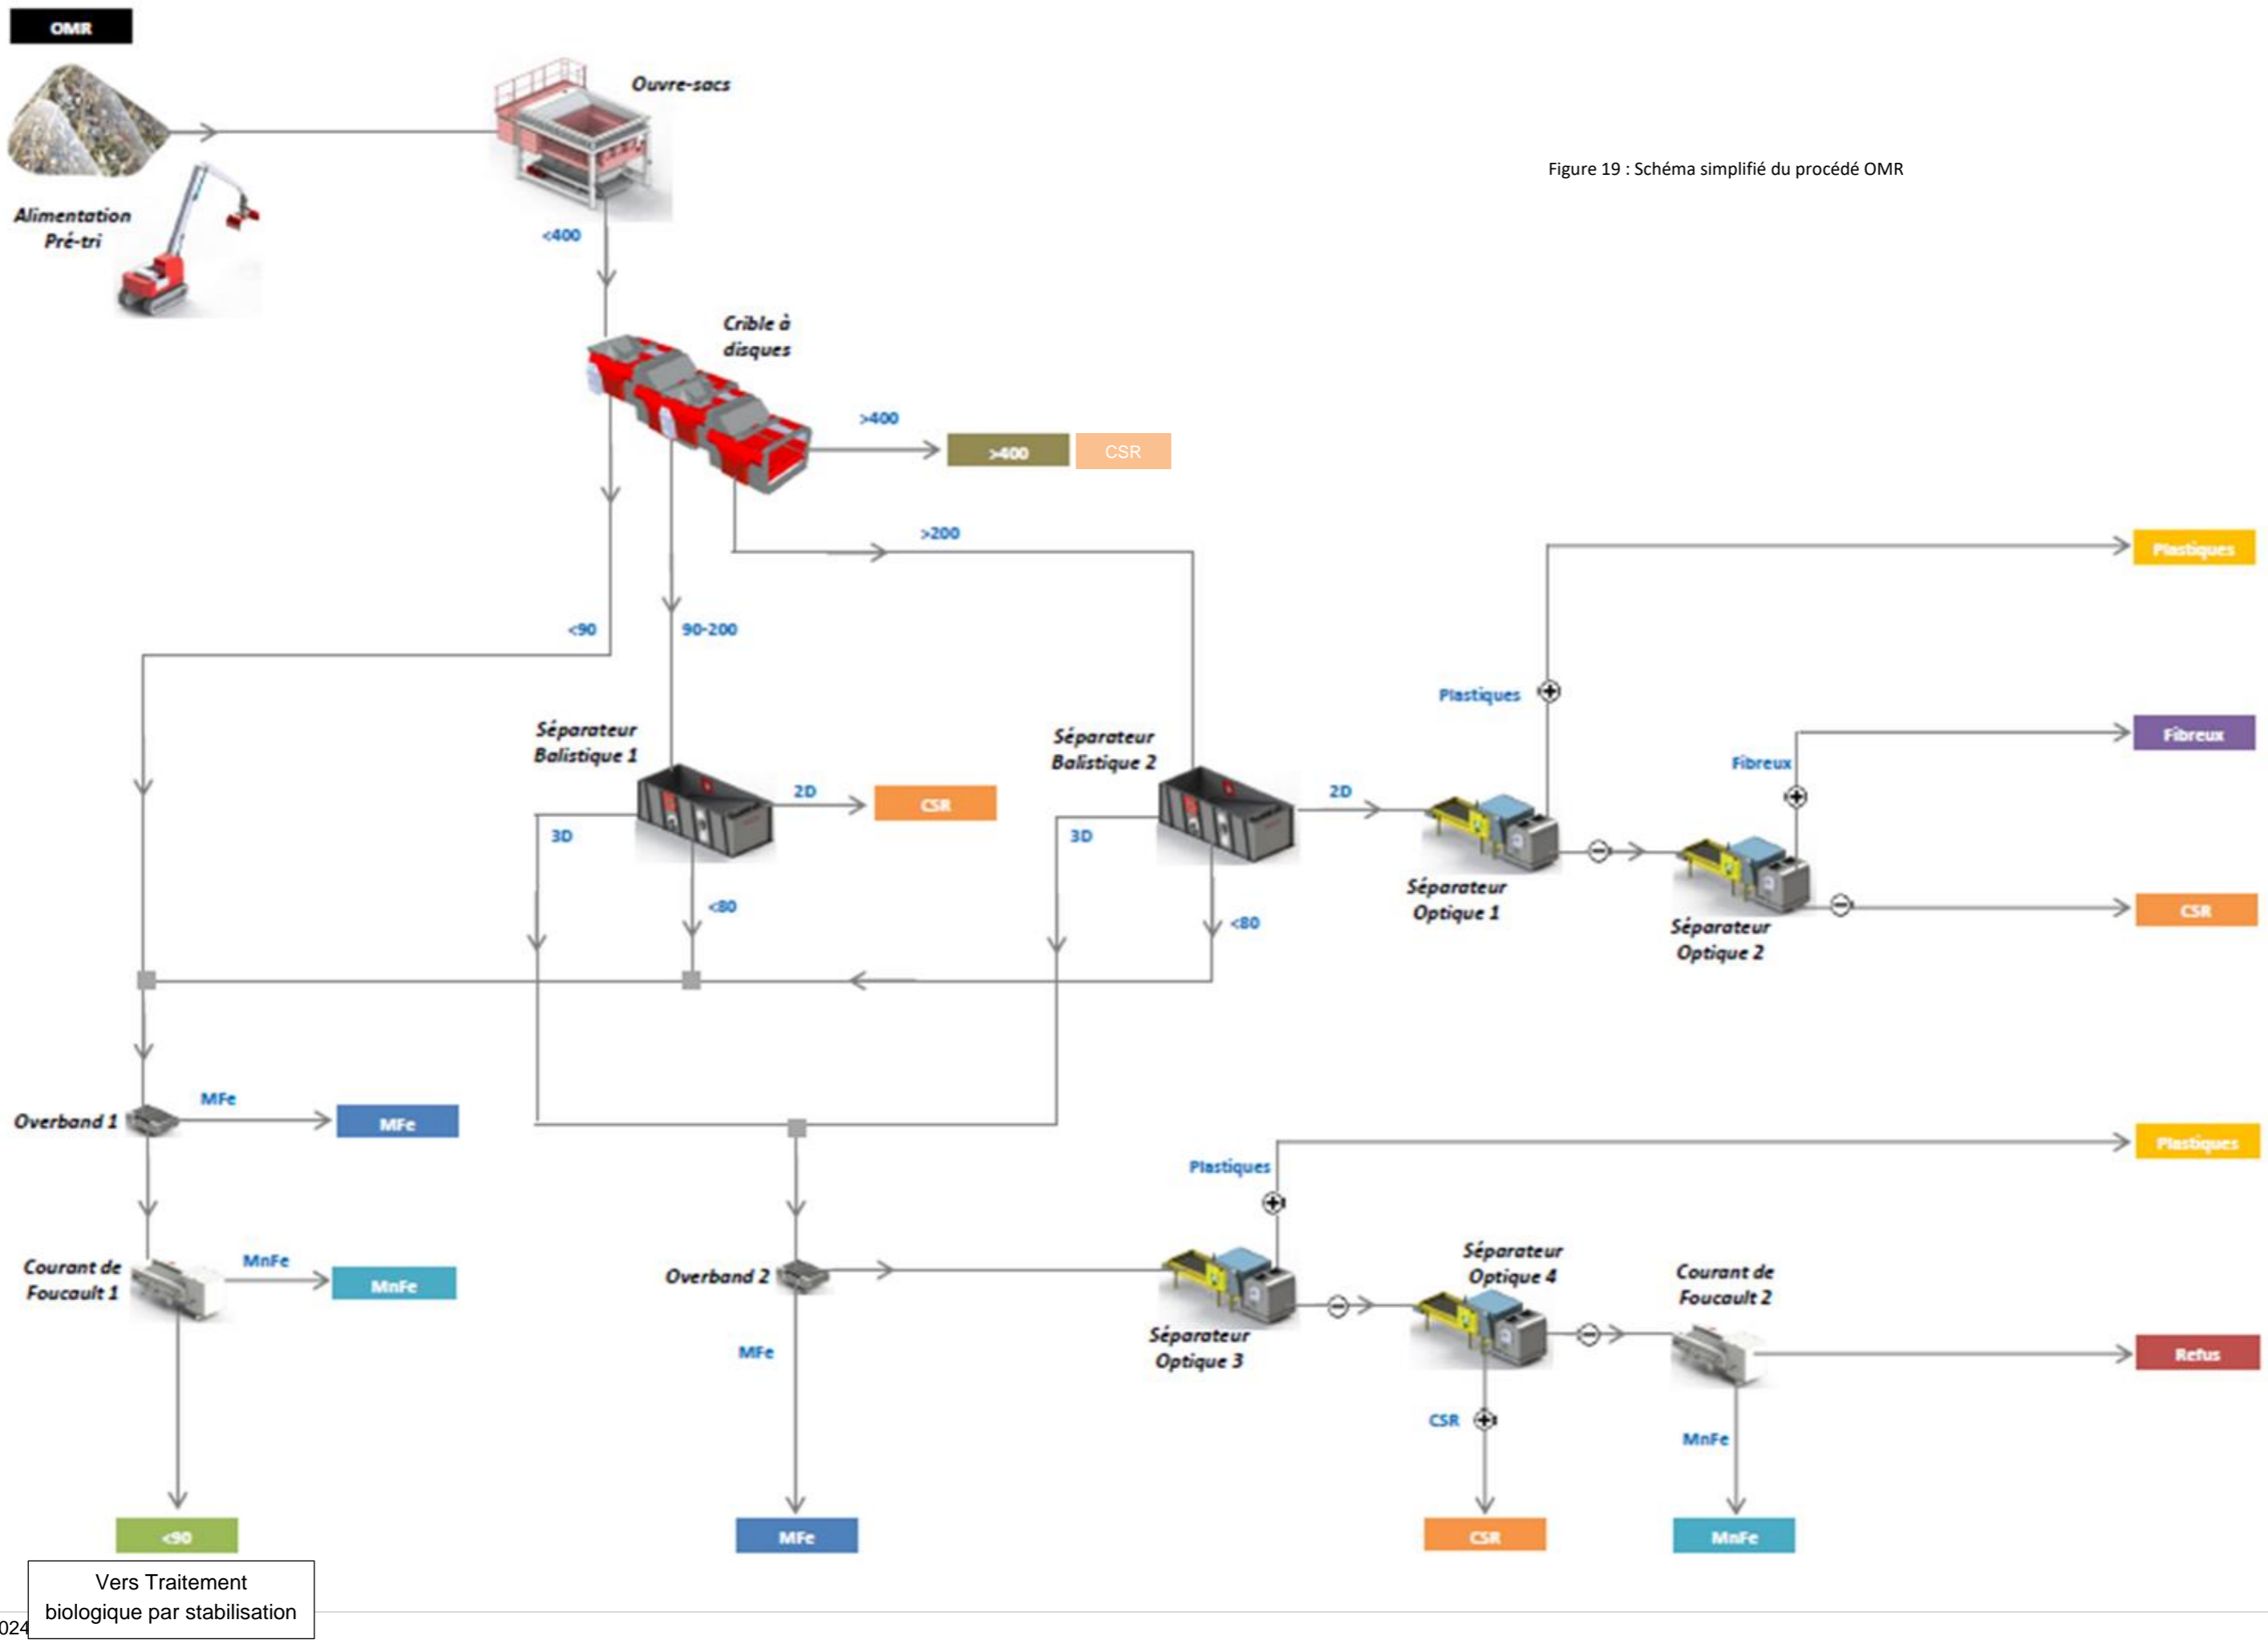 OMR
Ouvre-sacs
Figure 19 : Schéma simplifié du procédé OMR
Alimentation
Pré-tri
<400
Crible à
disques
>400
>400
CSR
>200
Plastiques
<90
90-200
Plastiques
Fibreux
Fibreux
Séparateur
Balistique 1
Séparateur
Balistique 2
2D
CSR
2D
3D
3D
<80
<80
Séparateur
Optique 1
Séparateur
Optique 2
CSR
Overband 1
MFe
MFe
Plastiques
Plastiques
Courant de
Foucault 1
MnFe
MnFe
Overband 2
Séparateur
Optique 4
Courant de
Foucault 2
Séparateur
Optique 3
MFe
Refus
CSR
MnFe
<90
MFe
CSR
MnFe
Vers Traitement
biologique par stabilisation
024